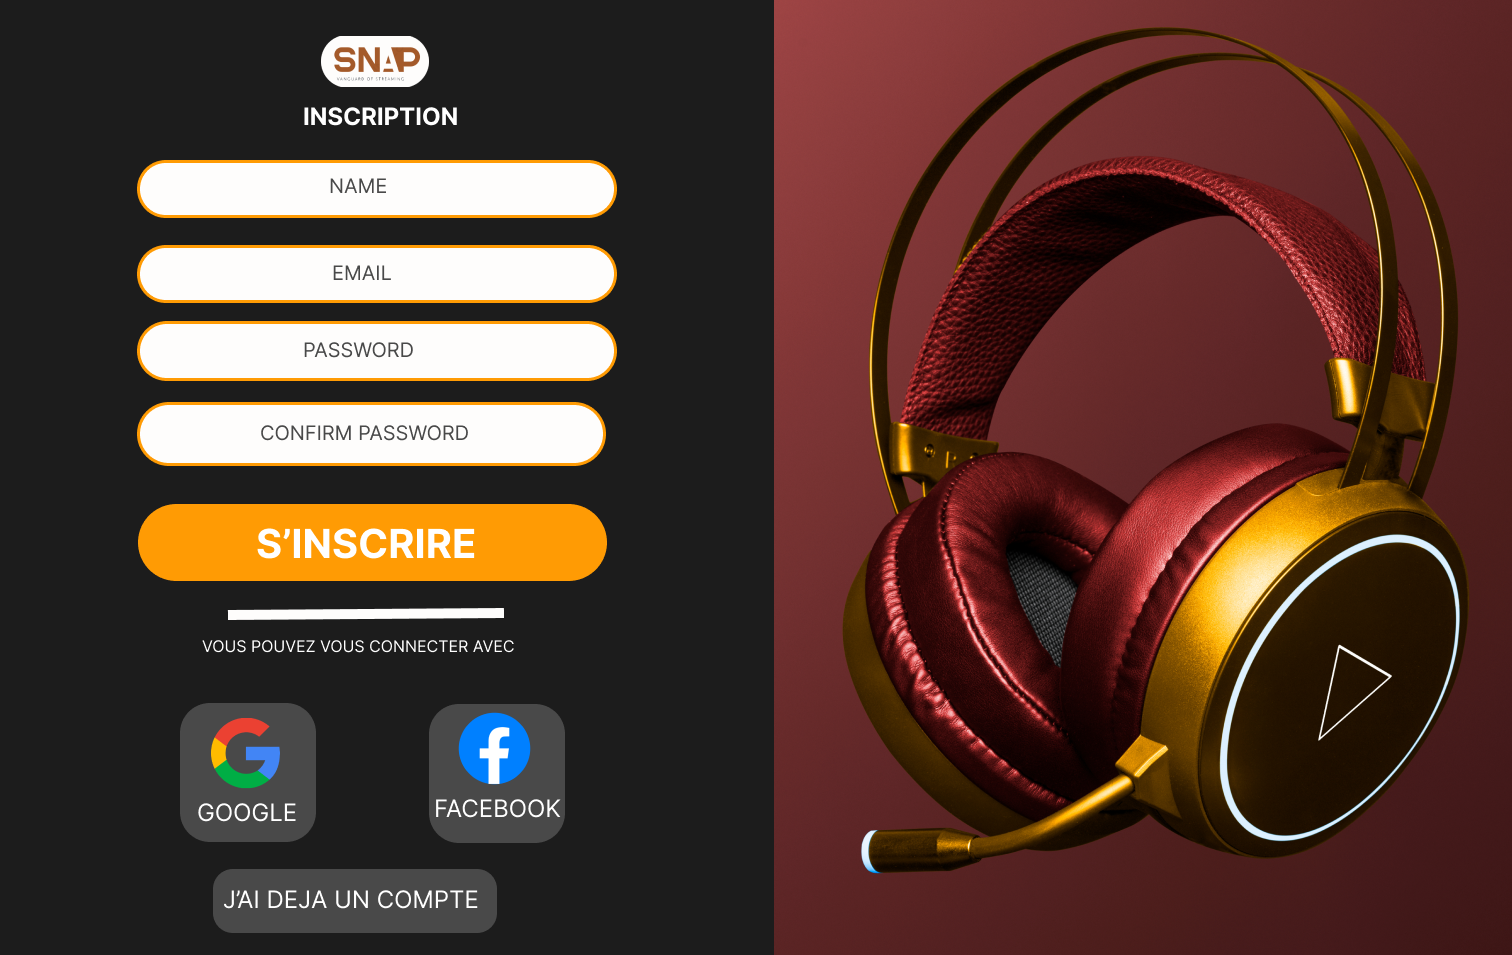 SNAP
VANGUARD OF STREAMING
INSCRIPTION
NAME
EMAIL
PASSWORD
CONFIRM PASSWORD
S’INSCRIRE
VOUS POUVEZ VOUS CONNECTER AVEC
GOOGLE
FACEBOOK
J’AI DEJA UN COMPTE